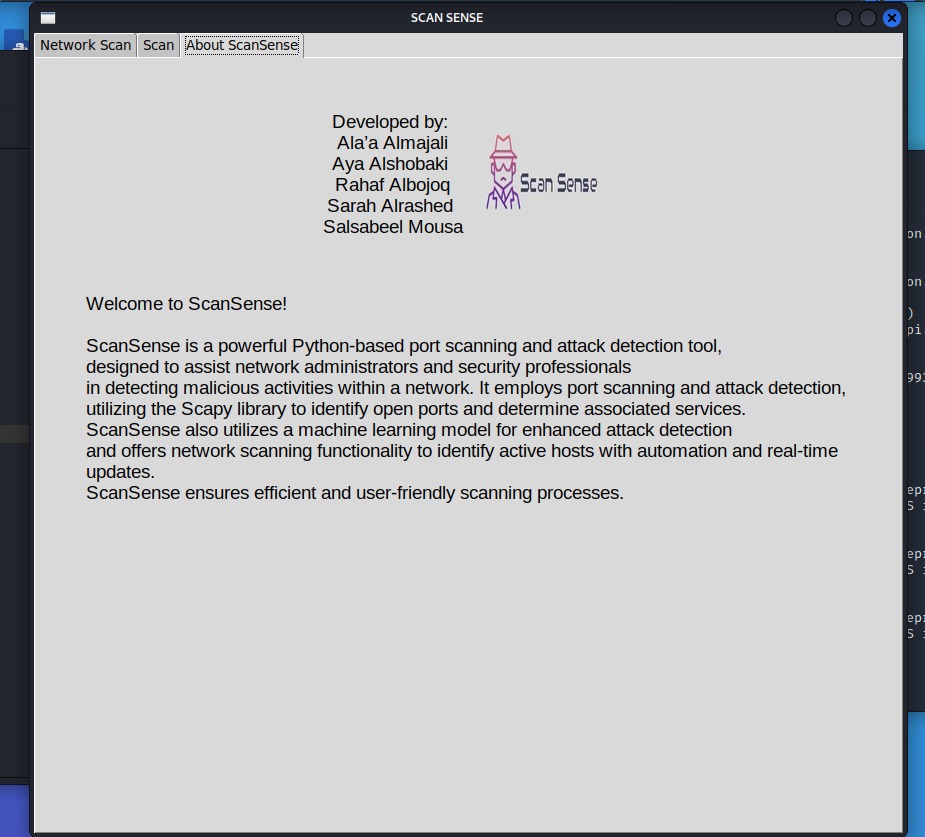 SCAN SENSE
Network Scan Scan About ScanSense
Developed by:
Ala’a Almajali
Aya Alshobaki
Rahaf Albojoq
Sarah Alrashed
Salsabeel Mousa
Scan Sense
Welcome to ScanSense!
ScanSense is a powerful Python-based port scanning and attack detection tool,
designed to assist network administrators and security professionals
in detecting malicious activities within a network. It employs port scanning and attack detection,
utilizing the Scapy library to identify open ports and determine associated services.
ScanSense also utilizes a machine learning model for enhanced attack detection
and offers network scanning functionality to identify active hosts with automation and real-time
updates.
ScanSense ensures efficient and user-friendly scanning processes.